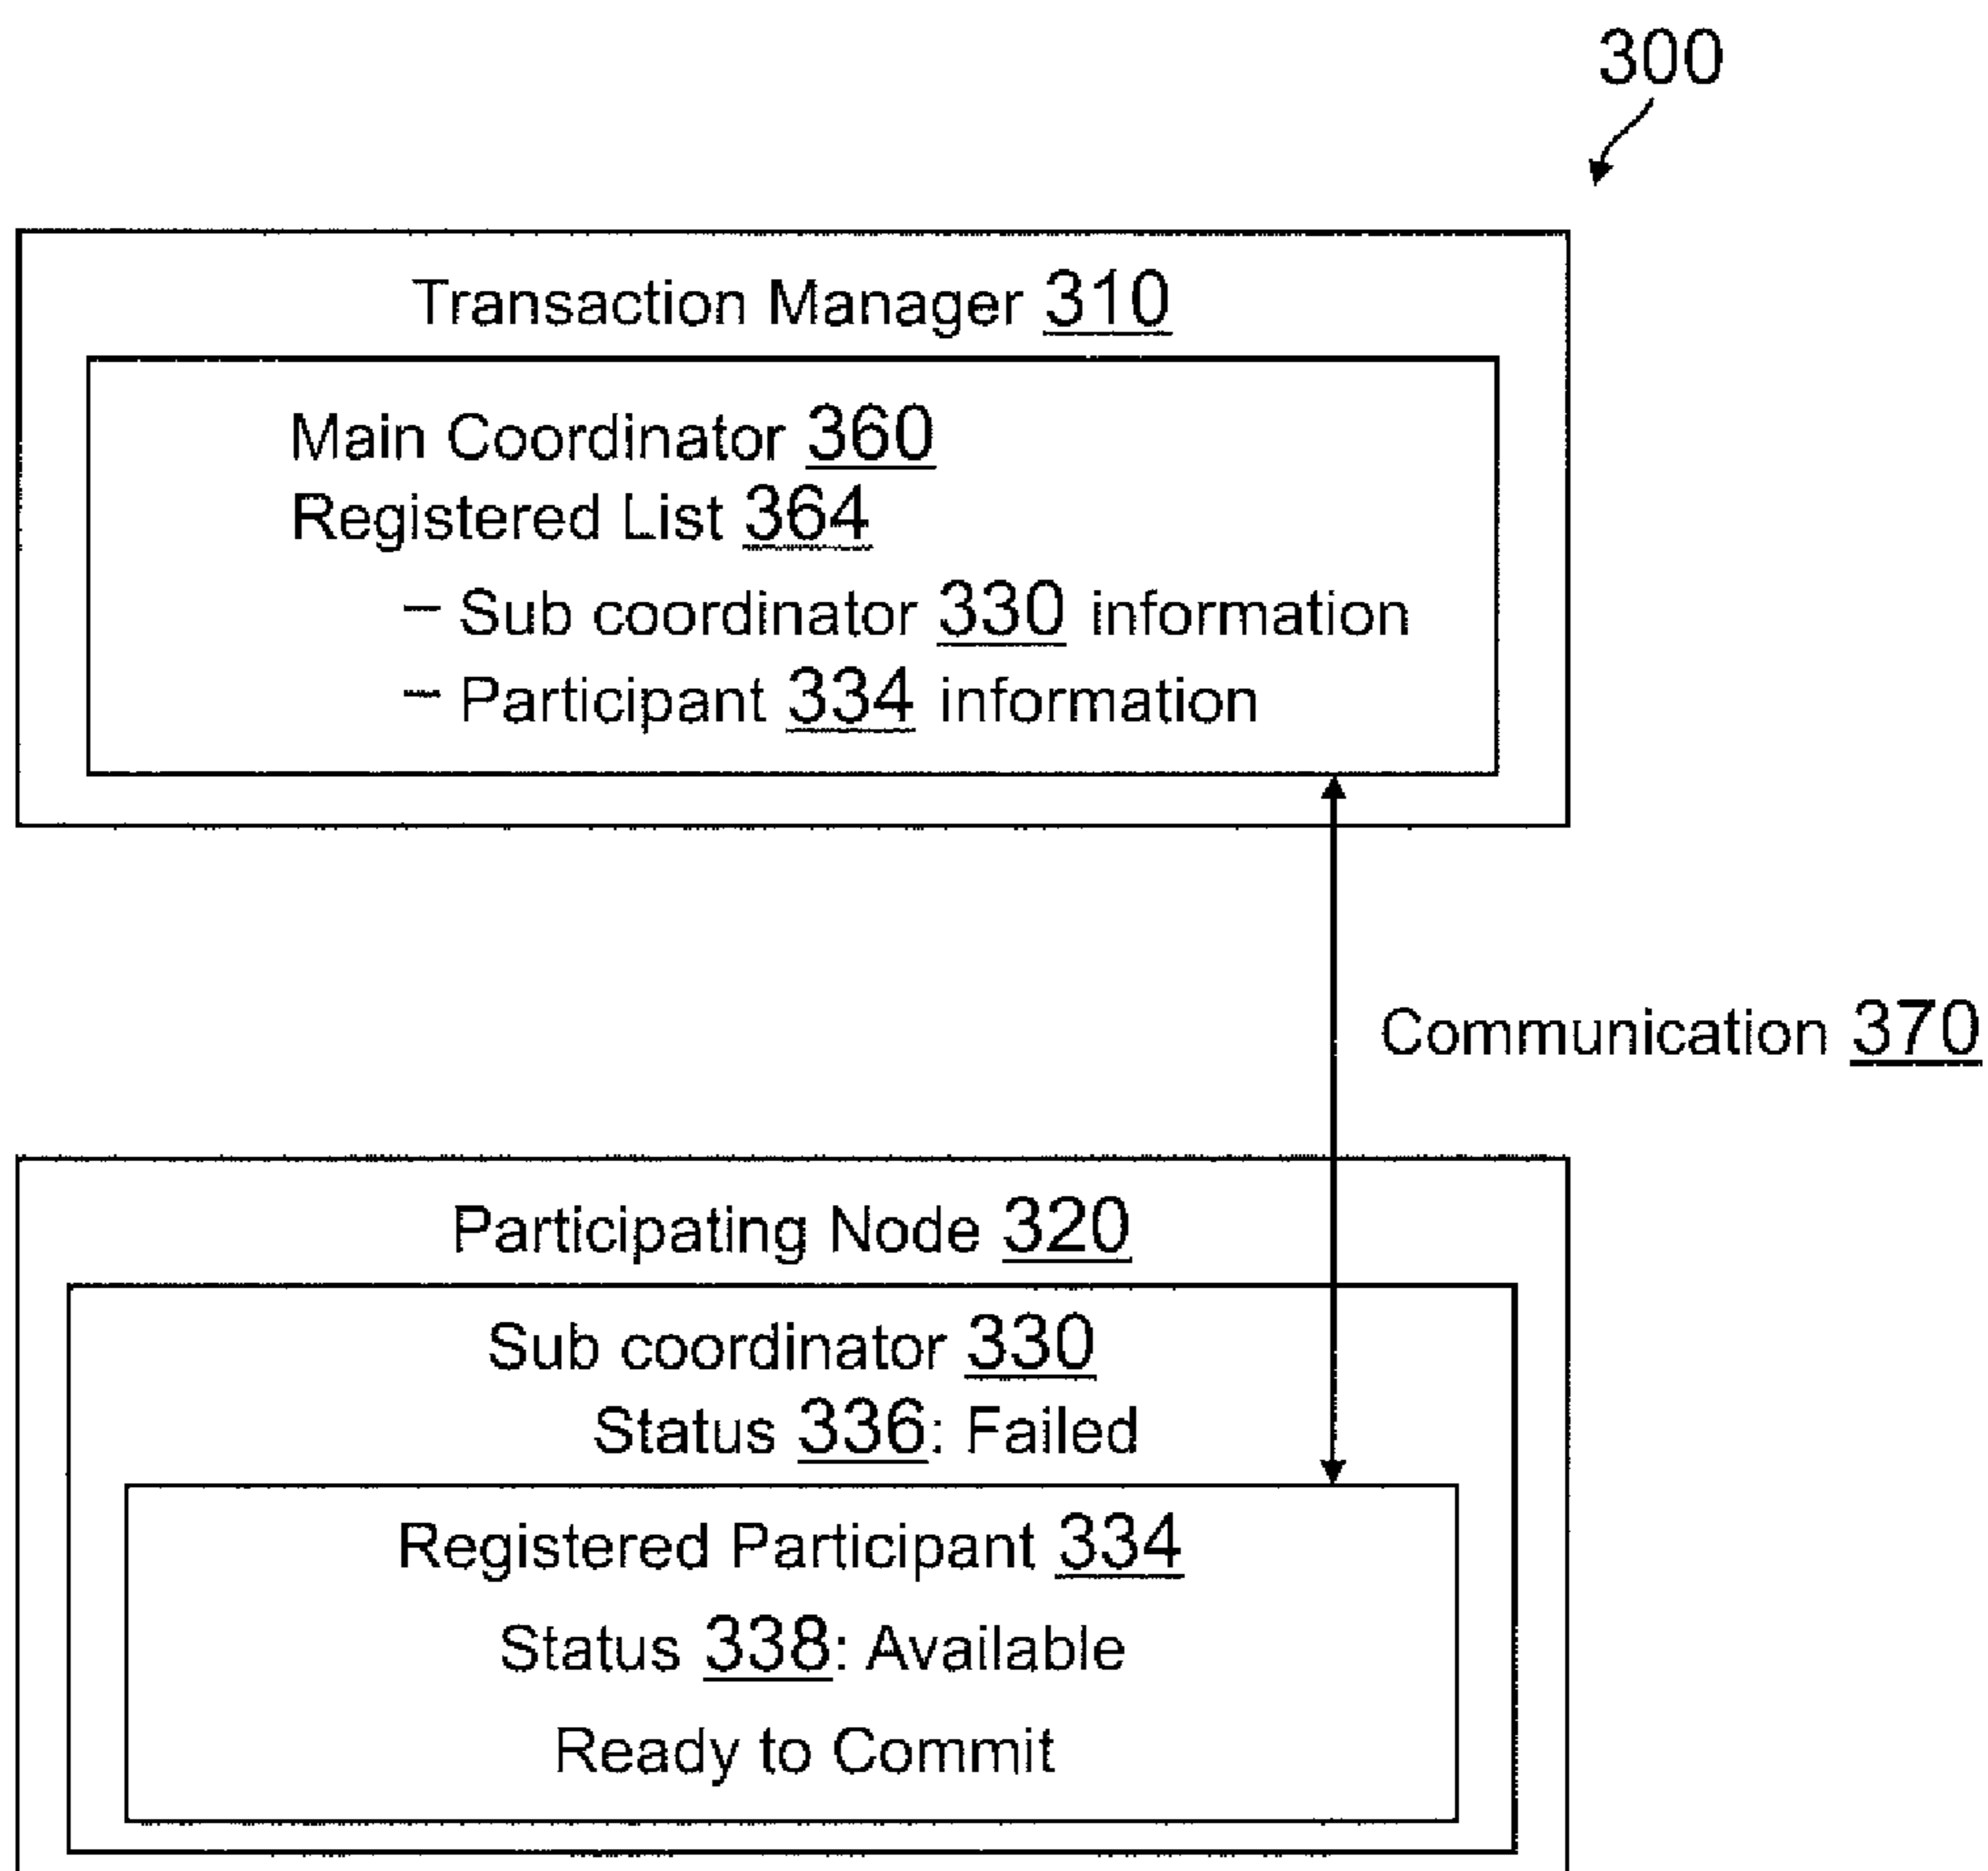 300
Transaction Manager 310
Main Coordinator 360
Registered List 364
– Sub coordinator 330 information
– Participant 334 information
Communication 370
Participating Node 320
Sub coordinator 330
Status 336: Failed
Registered Participant 334
Status 338: Available
Ready to Commit